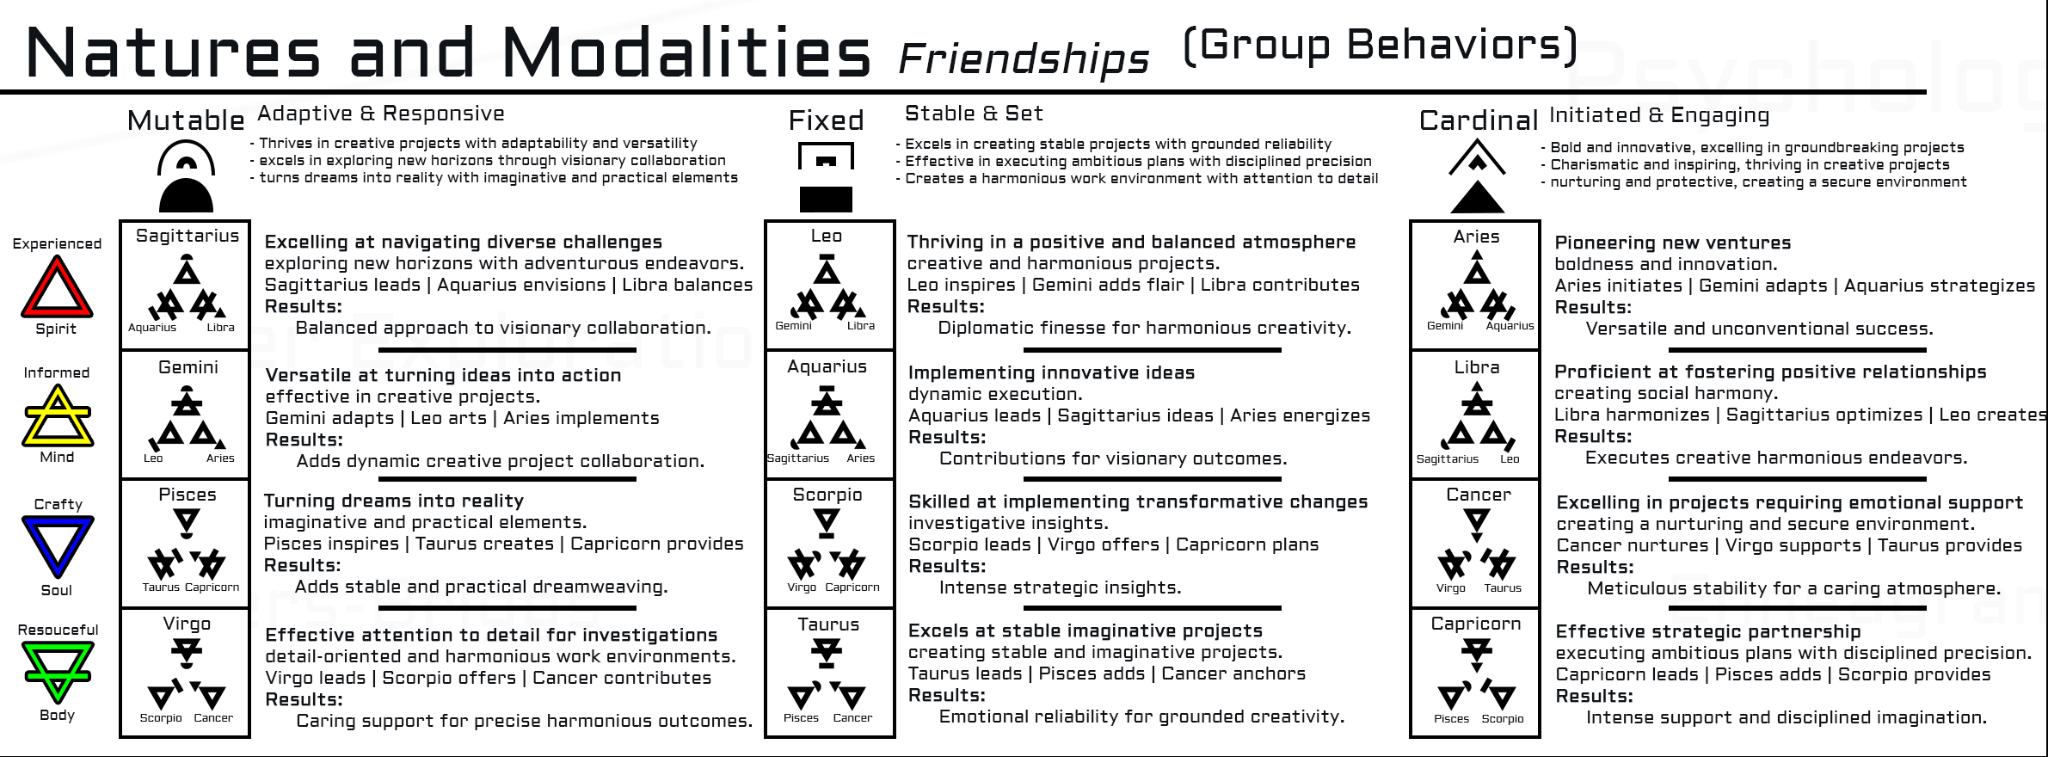 Natures and Modalities Friendships (Group Behaviors)
Psycholog
Mutable Adaptive & Responsive
- Thrives in creative projects with adaptability and versatility
- excels in exploring new horizons through visionary collaboration
- turns dreams into reality with imaginative and practical elements
Fixed Stable & Set
- Excels in creating stable projects with grounded reliability
- Effective in executing ambitious plans with disciplined precision
- Creates a harmonious work environment with attention to detail
Cardinal Initiated & Engaging
- Bold and innovative, excelling in groundbreaking projects
- Charismatic and inspiring, thriving in creative projects
- nurturing and protective, creating a secure environment
Experienced
Spirit
Sagittarius
Aquarius Libra
Excelling at navigating diverse challenges
exploring new horizons with adventurous endeavors.
Sagittarius leads | Aquarius envisions | Libra balances
Results:
Balanced approach to visionary collaboration.
Leo
Gemini Libra
Thriving in a positive and balanced atmosphere
creative and harmonious projects.
Leo inspires | Gemini adds flair | Libra contributes
Results:
Diplomatic finesse for harmonious creativity.
Aries
Gemini Aquarius
Pioneering new ventures
boldness and innovation.
Aries initiates | Gemini adapts | Aquarius strategizes
Results:
Versatile and unconventional success.
Informed
Mind
Gemini
Leo Aries
Versatile at turning ideas into action
effective in creative projects.
Gemini adapts | Leo arts | Aries implements
Results:
Adds dynamic creative project collaboration.
Aquarius
Sagittarius Aries
Implementing innovative ideas
dynamic execution.
Aquarius leads | Sagittarius ideas | Aries energizes
Results:
Contributions for visionary outcomes.
Libra
Sagittarius Leo
Proficient at fostering positive relationships
creating social harmony.
Libra harmonizes | Sagittarius optimizes | Leo creates
Results:
Executes creative harmonious endeavors.
Crafty
Soul
Pisces
Taurus Capricorn
Turning dreams into reality
imaginative and practical elements.
Pisces inspires | Taurus creates | Capricorn provides
Results:
Adds stable and practical dreamweaving.
Scorpio
Virgo Capricorn
Skilled at implementing transformative changes
investigative insights.
Scorpio leads | Virgo offers | Capricorn plans
Results:
Intense strategic insights.
Cancer
Virgo Taurus
Excelling in projects requiring emotional support
creating a nurturing and secure environment.
Cancer nurtures | Virgo supports | Taurus provides
Results:
Meticulous stability for a caring atmosphere.
Resouceful
Body
Virgo
Scorpio Cancer
Effective attention to detail for investigations
detail-oriented and harmonious work environments.
Virgo leads | Scorpio offers | Cancer contributes
Results:
Caring support for precise harmonious outcomes.
Taurus
Pisces Cancer
Excels at stable imaginative projects
creating stable and imaginative projects.
Taurus leads | Pisces adds | Cancer anchors
Results:
Emotional reliability for grounded creativity.
Capricorn
Pisces Scorpio
Effective strategic partnership
executing ambitious plans with disciplined precision.
Capricorn leads | Pisces adds | Scorpio provides
Results:
Intense support and disciplined imagination.